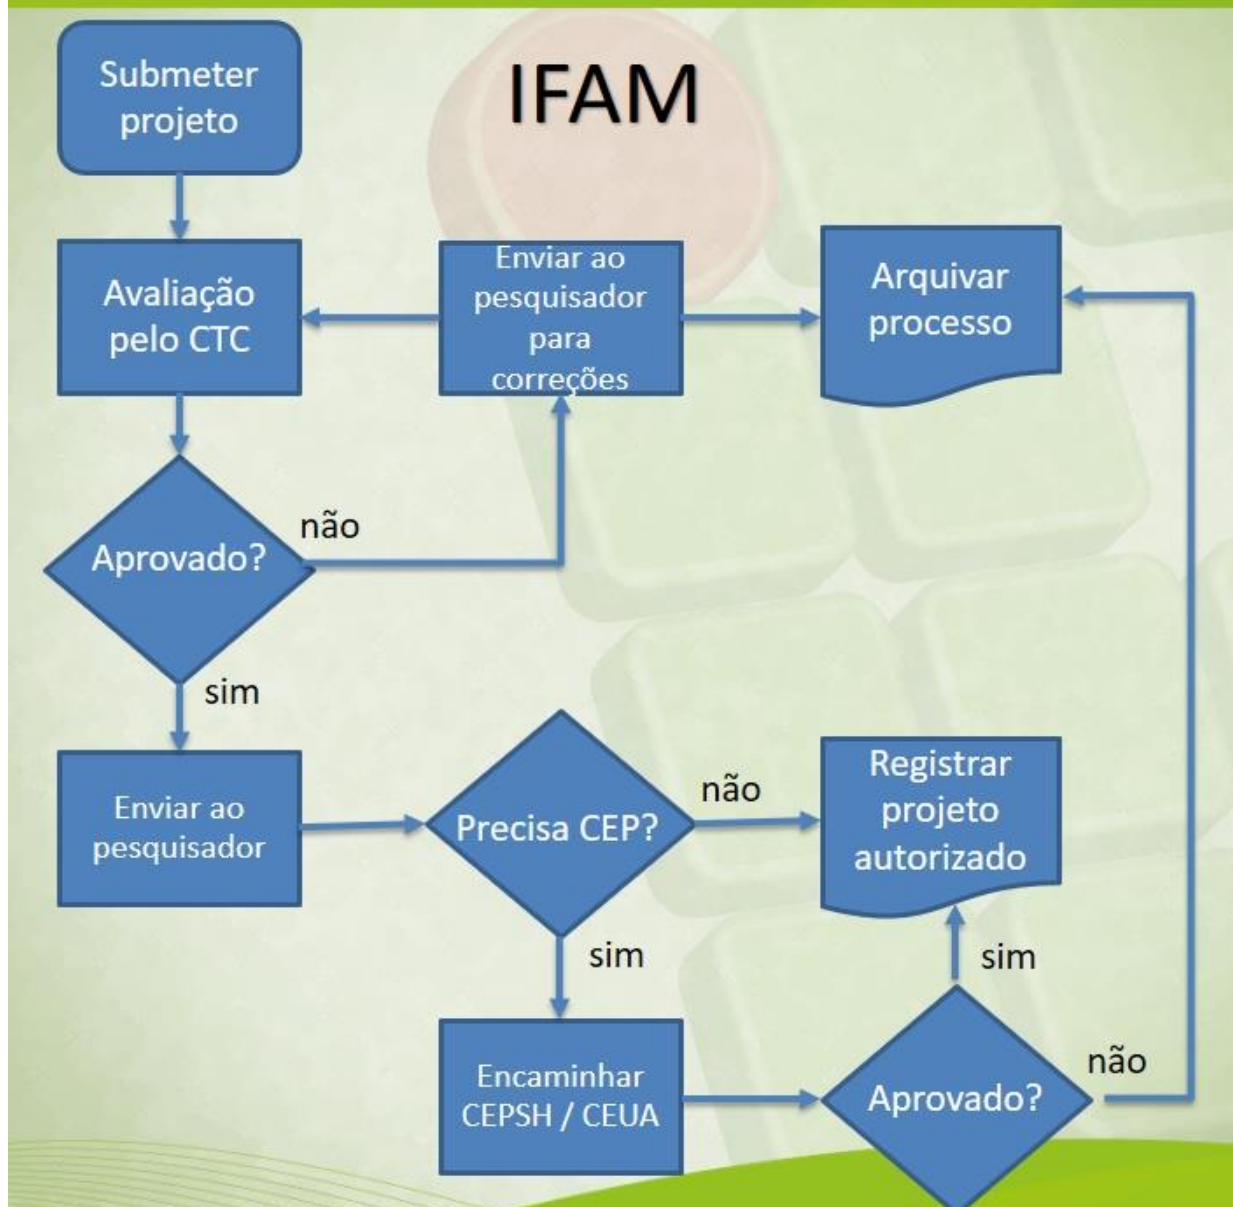 IFAM
Submeter
projeto
Avaliação
pelo CTC
Enviar ao
pesquisador
para
correções
Arquivar
processo
Aprovado?
não
sim
Enviar ao
pesquisador
Precisa CEP?
não
Registrar
projeto
autorizado
sim
sim
Encaminhar
CEPSH / CEUA
Aprovado?
não